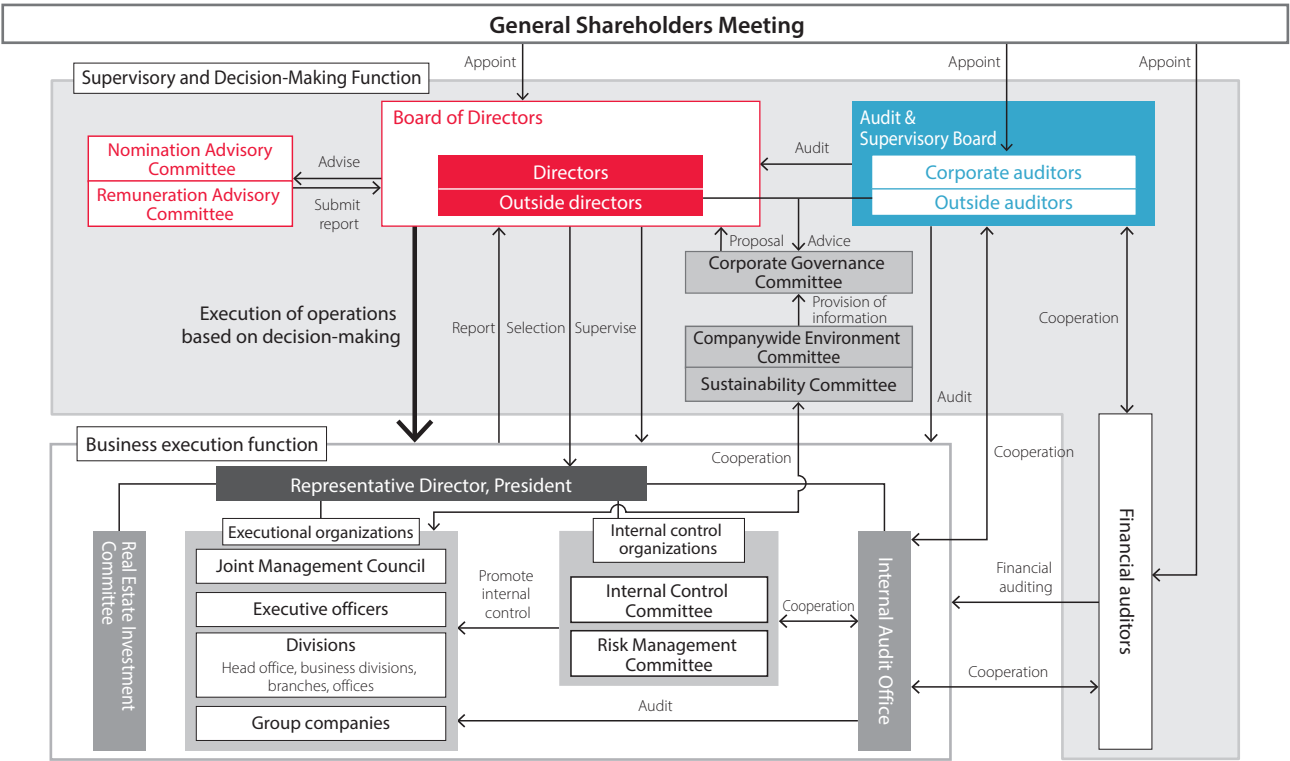 General Shareholders Meeting
Appoint
Appoint
Appoint
Supervisory and Decision-Making Function
Board of Directors
Directors
Outside directors
Audit &
Supervisory Board
Corporate auditors
Outside auditors
Audit
Nomination Advisory
Committee
Remuneration Advisory
Committee
Advise
Submit
report
Proposal
Advice
Corporate Governance
Committee
Provision of
information
Companywide Environment
Committee
Sustainability Committee
Execution of operations
based on decision-making
Report
Selection
Supervise
Cooperation
Audit
Cooperation
Cooperation
Business execution function
Representative Director, President
Real Estate Investment
Committee
Executional organizations
Joint Management Council
Executive officers
Divisions
Head office, business divisions,
branches, offices
Group companies
Promote
internal
control
Internal control
organizations
Internal Control
Committee
Risk Management
Committee
Cooperation
Audit
Internal Audit Office
Financial
auditing
Cooperation
Financial auditors